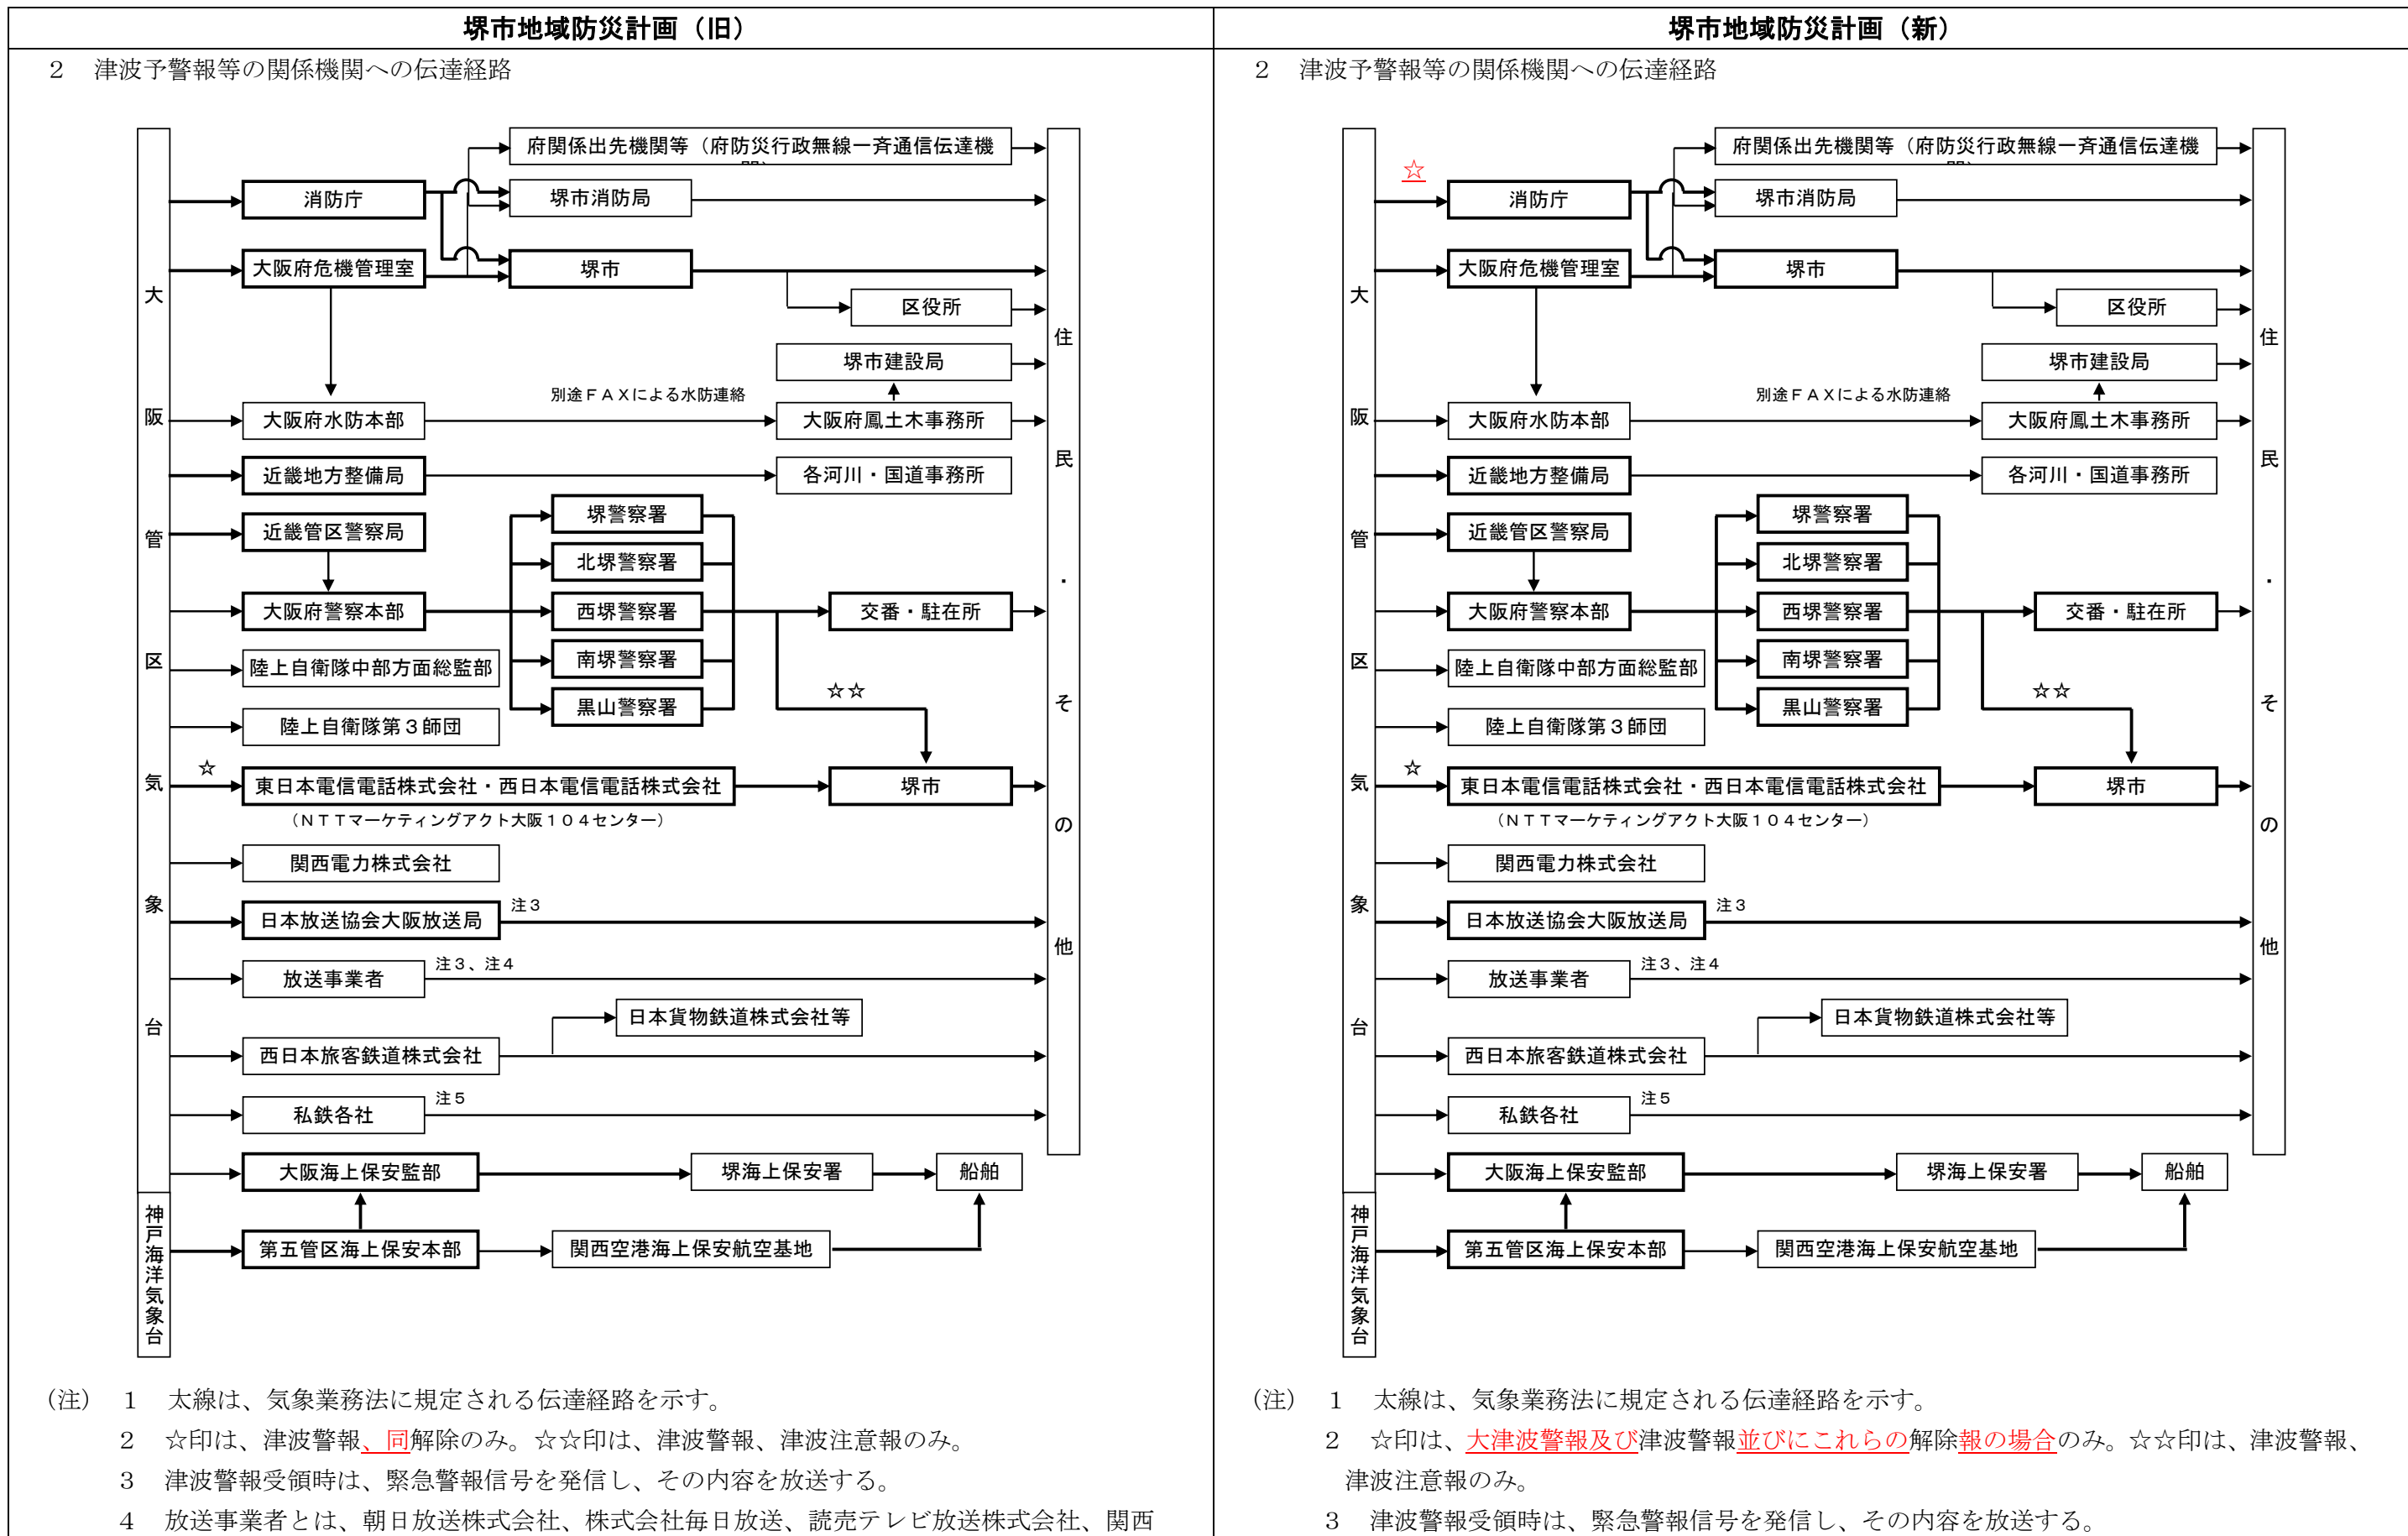 堺市地域防災計画（旧）
２　津波予警報等の関係機関への伝達経路
大阪管区気象台
神戸海洋気象台
住民・その他
府関係出先機関等（府防災行政無線一斉通信伝達機
消防庁
堺市消防局
大阪府危機管理室
堺市
区役所
堺市建設局
別途ＦＡＸによる水防連絡
大阪府水防本部
大阪府鳳土木事務所
近畿地方整備局
各河川・国道事務所
近畿管区警察局
堺警察署
北堺警察署
大阪府警察本部
西堺警察署
交番・駐在所
陸上自衛隊中部方面総監部
南堺警察署
黒山警察署
☆☆
陸上自衛隊第３師団
☆
東日本電信電話株式会社・西日本電信電話株式会社
堺市
（ＮＴＴマーケティングアクト大阪１０４センター）
関西電力株式会社
日本放送協会大阪放送局
注３
放送事業者
注３、注４
日本貨物鉄道株式会社等
西日本旅客鉄道株式会社
私鉄各社
注５
大阪海上保安監部
堺海上保安署
船舶
第五管区海上保安本部
関西空港海上保安航空基地
（注）　１　太線は、気象業務法に規定される伝達経路を示す。
２　☆印は、津波警報、同解除のみ。☆☆印は、津波警報、津波注意報のみ。
３　津波警報受領時は、緊急警報信号を発信し、その内容を放送する。
４　放送事業者とは、朝日放送株式会社、株式会社毎日放送、読売テレビ放送株式会社、関西
堺市地域防災計画（新）
２　津波予警報等の関係機関への伝達経路
大阪管区気象台
神戸海洋気象台
住民・その他
府関係出先機関等（府防災行政無線一斉通信伝達機
☆
消防庁
堺市消防局
大阪府危機管理室
堺市
区役所
堺市建設局
別途ＦＡＸによる水防連絡
大阪府水防本部
大阪府鳳土木事務所
近畿地方整備局
各河川・国道事務所
近畿管区警察局
堺警察署
北堺警察署
大阪府警察本部
西堺警察署
交番・駐在所
陸上自衛隊中部方面総監部
南堺警察署
黒山警察署
☆☆
陸上自衛隊第３師団
☆
東日本電信電話株式会社・西日本電信電話株式会社
堺市
（ＮＴＴマーケティングアクト大阪１０４センター）
関西電力株式会社
日本放送協会大阪放送局
注３
放送事業者
注３、注４
日本貨物鉄道株式会社等
西日本旅客鉄道株式会社
私鉄各社
注５
大阪海上保安監部
堺海上保安署
船舶
第五管区海上保安本部
関西空港海上保安航空基地
（注）　１　太線は、気象業務法に規定される伝達経路を示す。
２　☆印は、大津波警報及び津波警報並びにこれらの解除報の場合のみ。☆☆印は、津波警報、
津波注意報のみ。
３　津波警報受領時は、緊急警報信号を発信し、その内容を放送する。